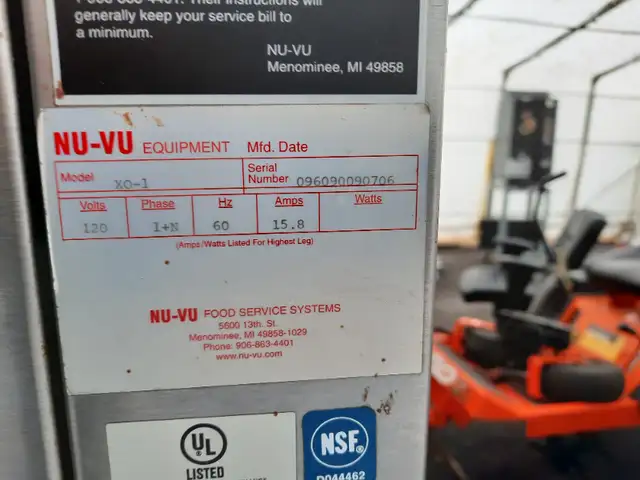 generally keep your service bill to
a minimum.
NU-VU
Menominee, MI 49858
NU-VU EQUIPMENT Mfd. Date
Model XO-1 Serial Number 096090090706
Volts Phase Hz Amps Watts
120 1+N 60 15.8
(Amps/Watts Listed For Highest Leg)
NU-VU FOOD SERVICE SYSTEMS
5600 13th. St.
Menominee, MI 49858-1029
Phone: 906-863-4401
www.nu-vu.com
UL
LISTED
NSF
D044462